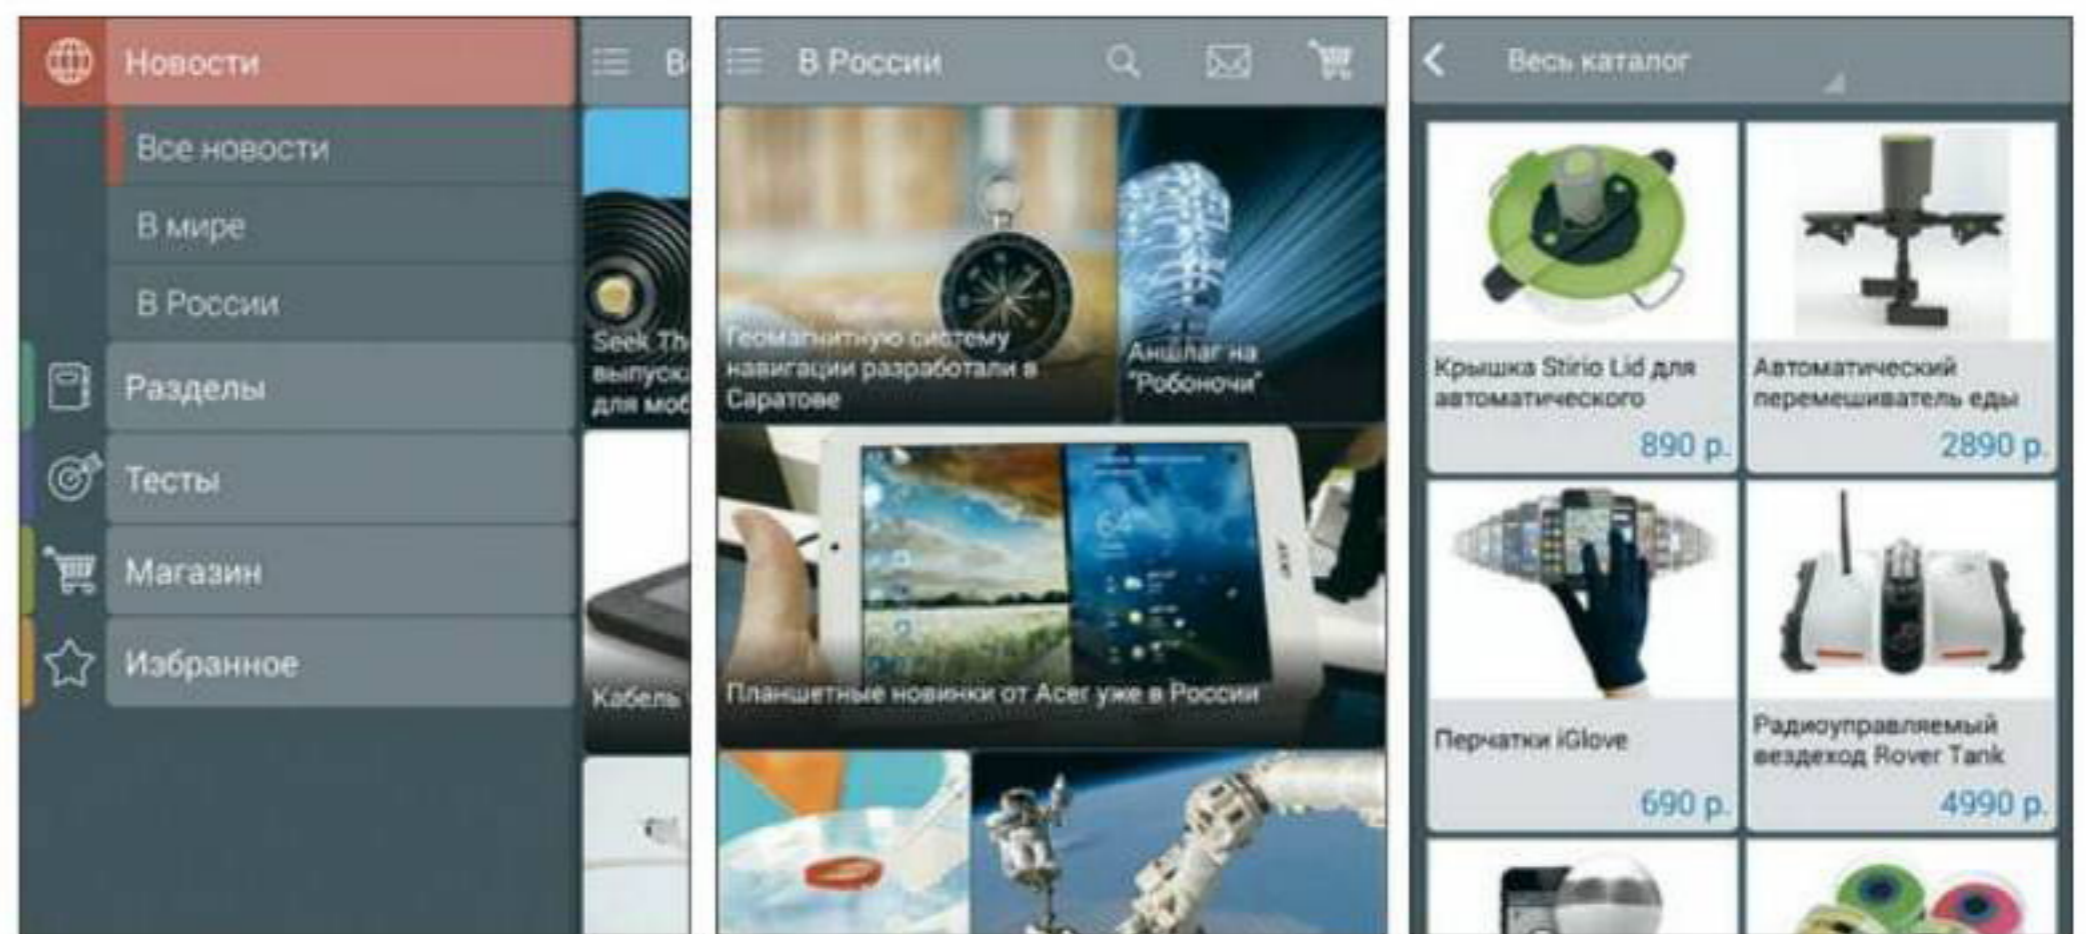 Новости
Все новости
В мире
В России
Разделы
Тесты
Магазин
Избранное
Seek
выпуск
для
Кабель
В России
Геомагнитную систему
навигации разработали в
Саратове
Аншлаг на
"Робоночи"
64°
acer
Планшетные новинки от Acer уже в России
Весь каталог
Крышка Stirio Lid для
автоматического
890 р.
Автоматический
перемешиватель еды
2890 р.
Перчатки iGlove
690 р.
Радиоуправляемый
вездеход Rover Tank
4990 р.